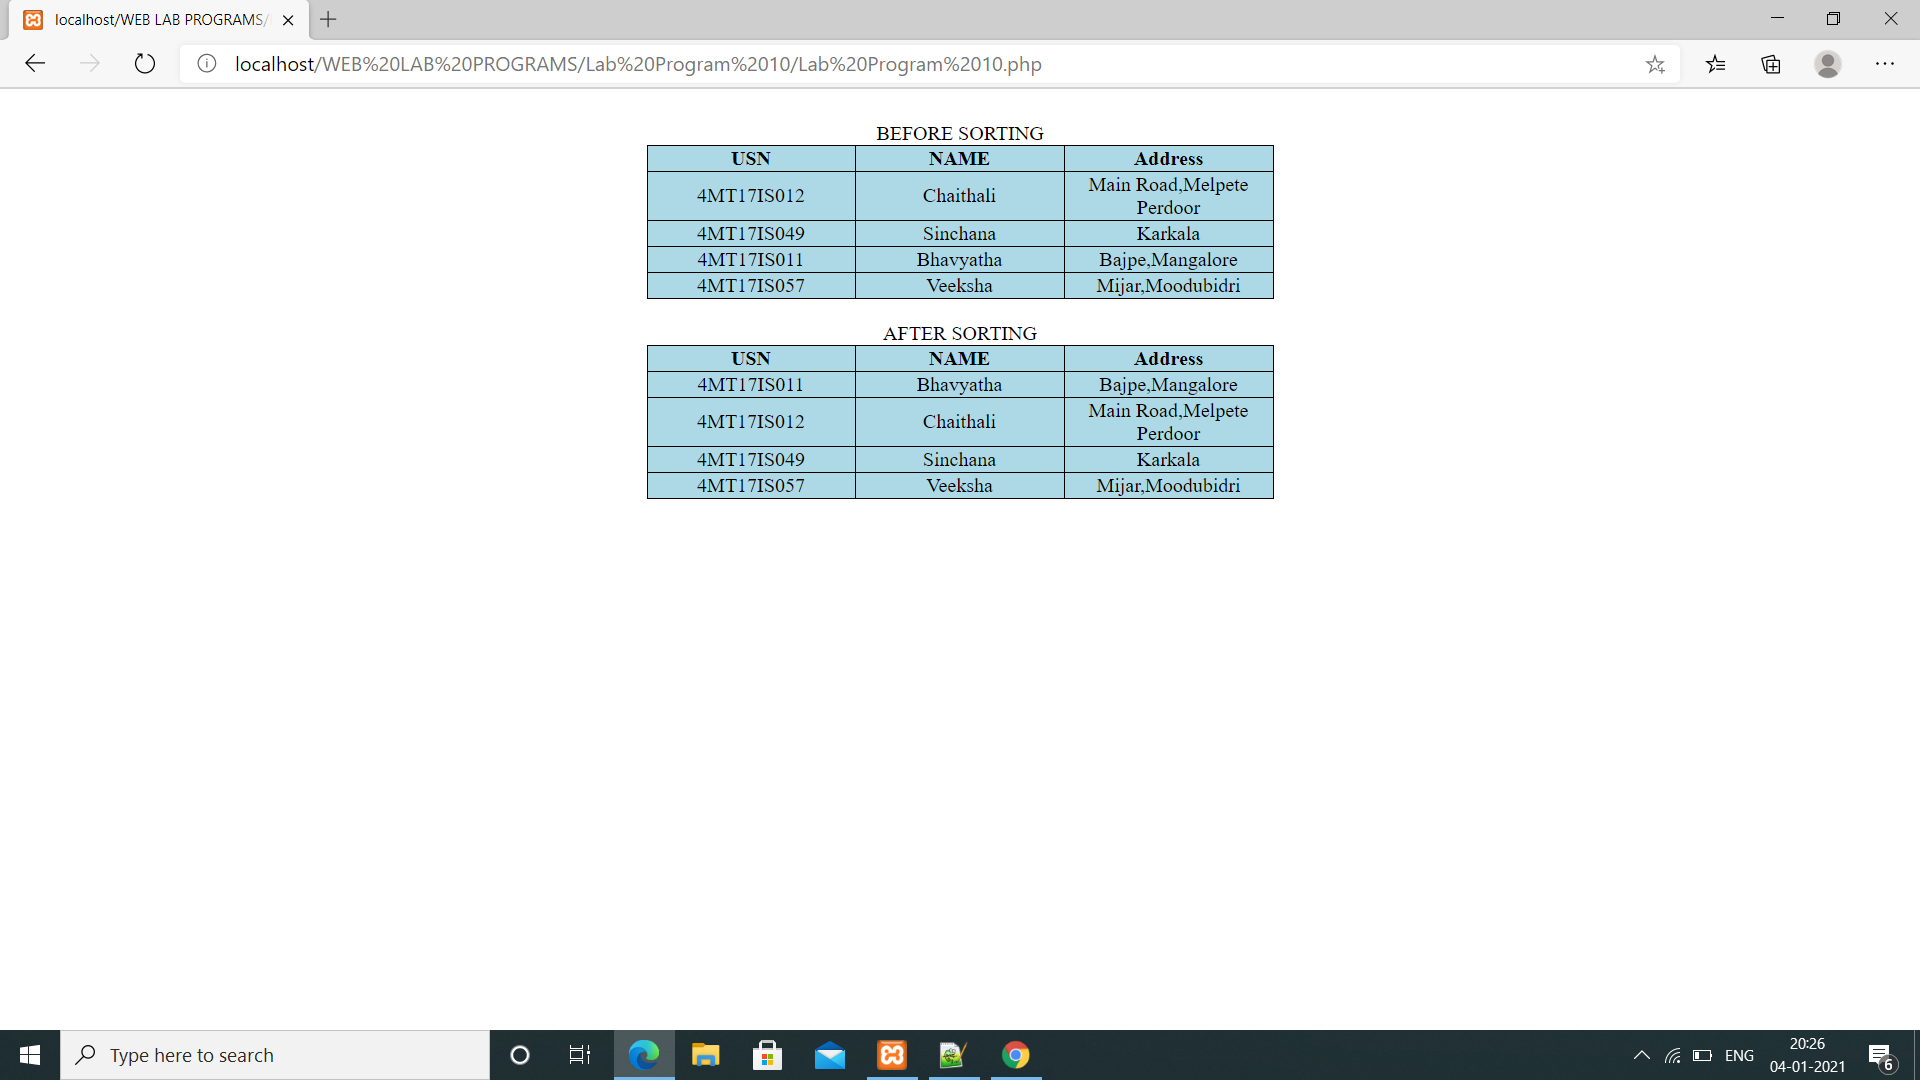 localhost/WEB LAB PROGRAMS/
localhost/WEB%20LAB%20PROGRAMS/Lab%20Program%2010/Lab%20Program%2010.php
BEFORE SORTING
USN NAME Address
4MT17IS012 Chaithali Main Road,Melpete
Perdoor
4MT17IS049 Sinchana Karkala
4MT17IS011 Bhavyatha Bajpe,Mangalore
4MT17IS057 Veeksha Mijar,Moodubidri
AFTER SORTING
USN NAME Address
4MT17IS011 Bhavyatha Bajpe,Mangalore
4MT17IS012 Chaithali Main Road,Melpete
Perdoor
4MT17IS049 Sinchana Karkala
4MT17IS057 Veeksha Mijar,Moodubidri
Type here to search
ENG
20:26
04-01-2021
6